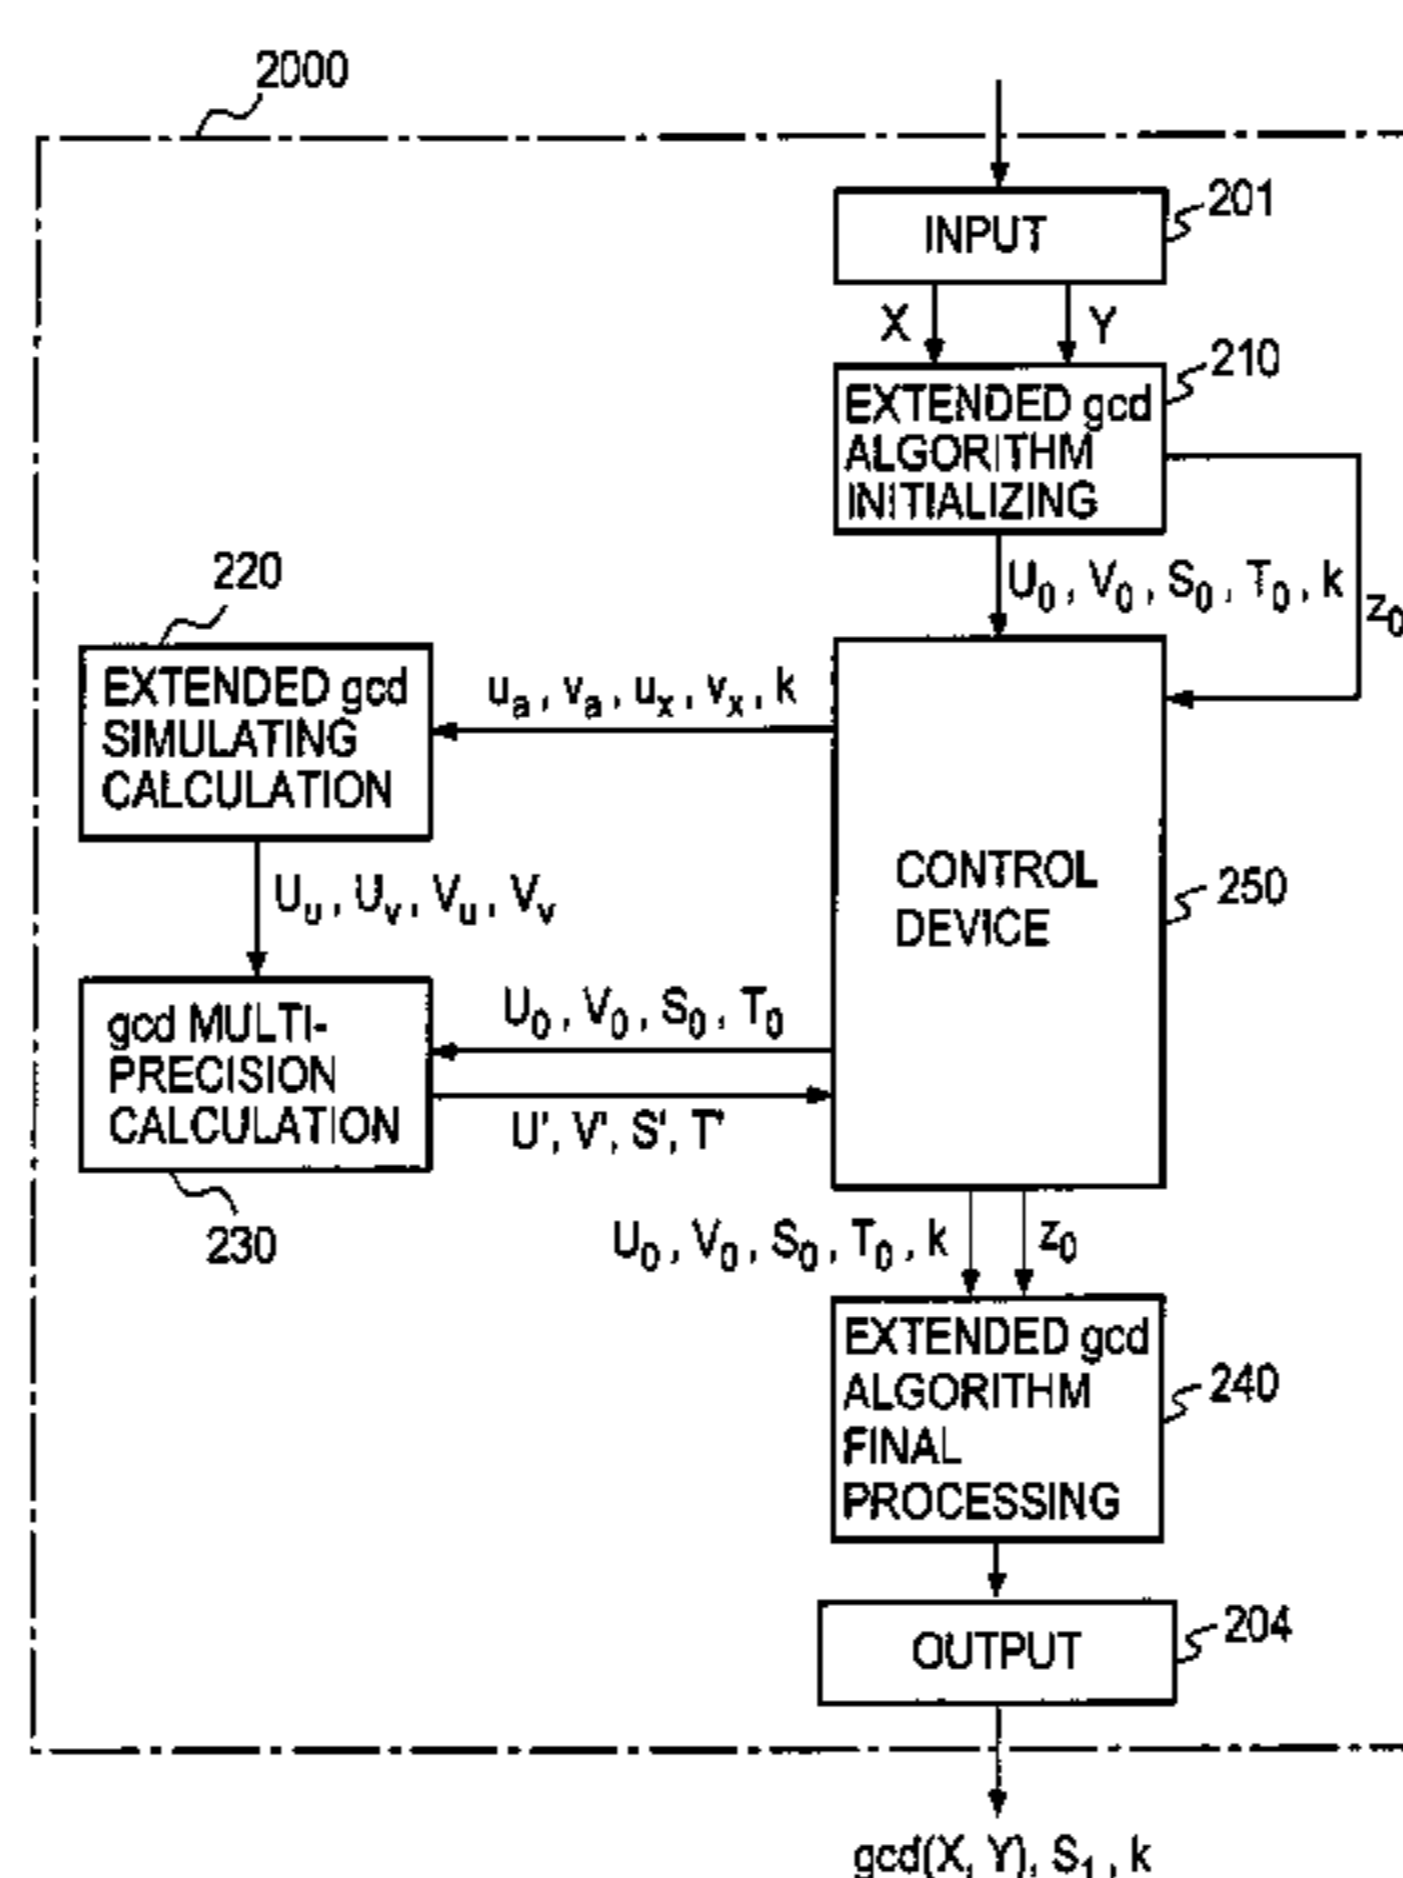 2000
INPUT
201
X
Y
210
EXTENDED gcd
ALGORITHM
INITIALIZING
U₀, V₀, S₀, T₀, k
z₀
220
EXTENDED gcd
SIMULATING
CALCULATION
uₐ, vₐ, uₓ, vₓ, k
CONTROL
DEVICE
250
Uᵤ, Uᵥ, Vᵤ, Vᵥ
gcd MULTI-
PRECISION
CALCULATION
U₀, V₀, S₀, T₀
U', V', S', T'
230
U₀, V₀, S₀, T₀, k
z₀
EXTENDED gcd
ALGORITHM
FINAL
PROCESSING
240
OUTPUT
204
gcd(X, Y), S₁, k